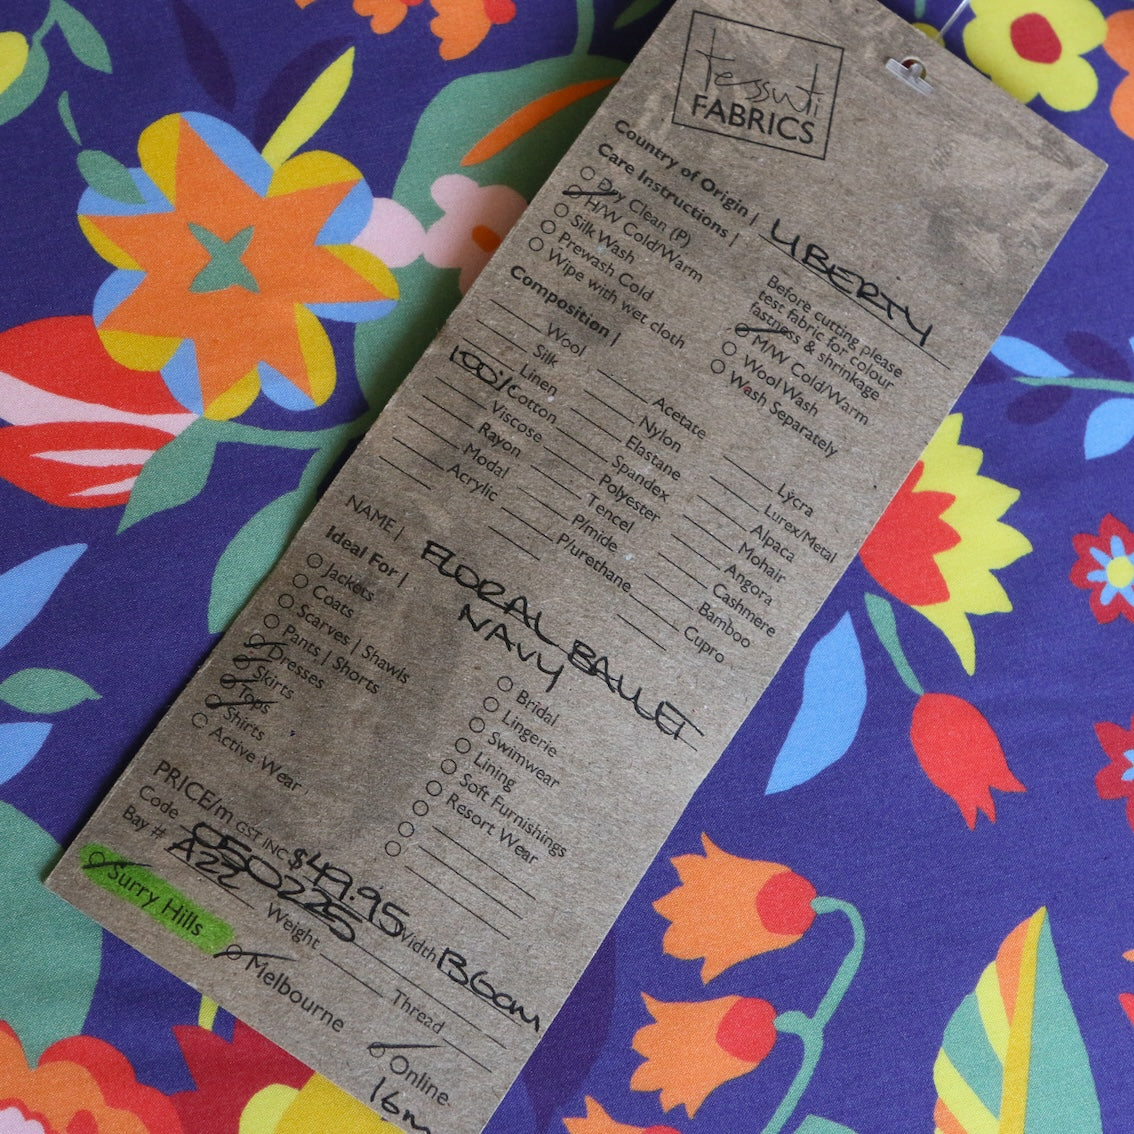 tessuti
FABRICS
Country of Origin | LIBERTY
Care Instructions |
Dry Clean (P)
H/W Cold/Warm
Silk Wash
Prewash Cold
Wipe with wet cloth
Before cutting please
test fabric for colour
fastness & shrinkage
M/W Cold/Warm
Wool Wash
Wash Separately
Composition |
Wool
Silk
Linen
100% Cotton
Viscose
Rayon
Modal
Acrylic
Acetate
Nylon
Elastane
Spandex
Polyester
Tencel
P/mide
P/urethane
Lycra
Lurex/Metal
Alpaca
Mohair
Angora
Cashmere
Bamboo
Cupro
NAME | FLORAL BALLET
NAVY
Ideal For |
Jackets
Coats
Scarves | Shawls
Pants | Shorts
Dresses
Skirts
Tops
Shirts
Active Wear
Bridal
Lingerie
Swimwear
Lining
Soft Furnishings
Resort Wear
PRICE/m GST INC $49.95
Code 050225 Width 136cm
Bay # A22 Weight Thread
Surry Hills Melbourne Online
16m